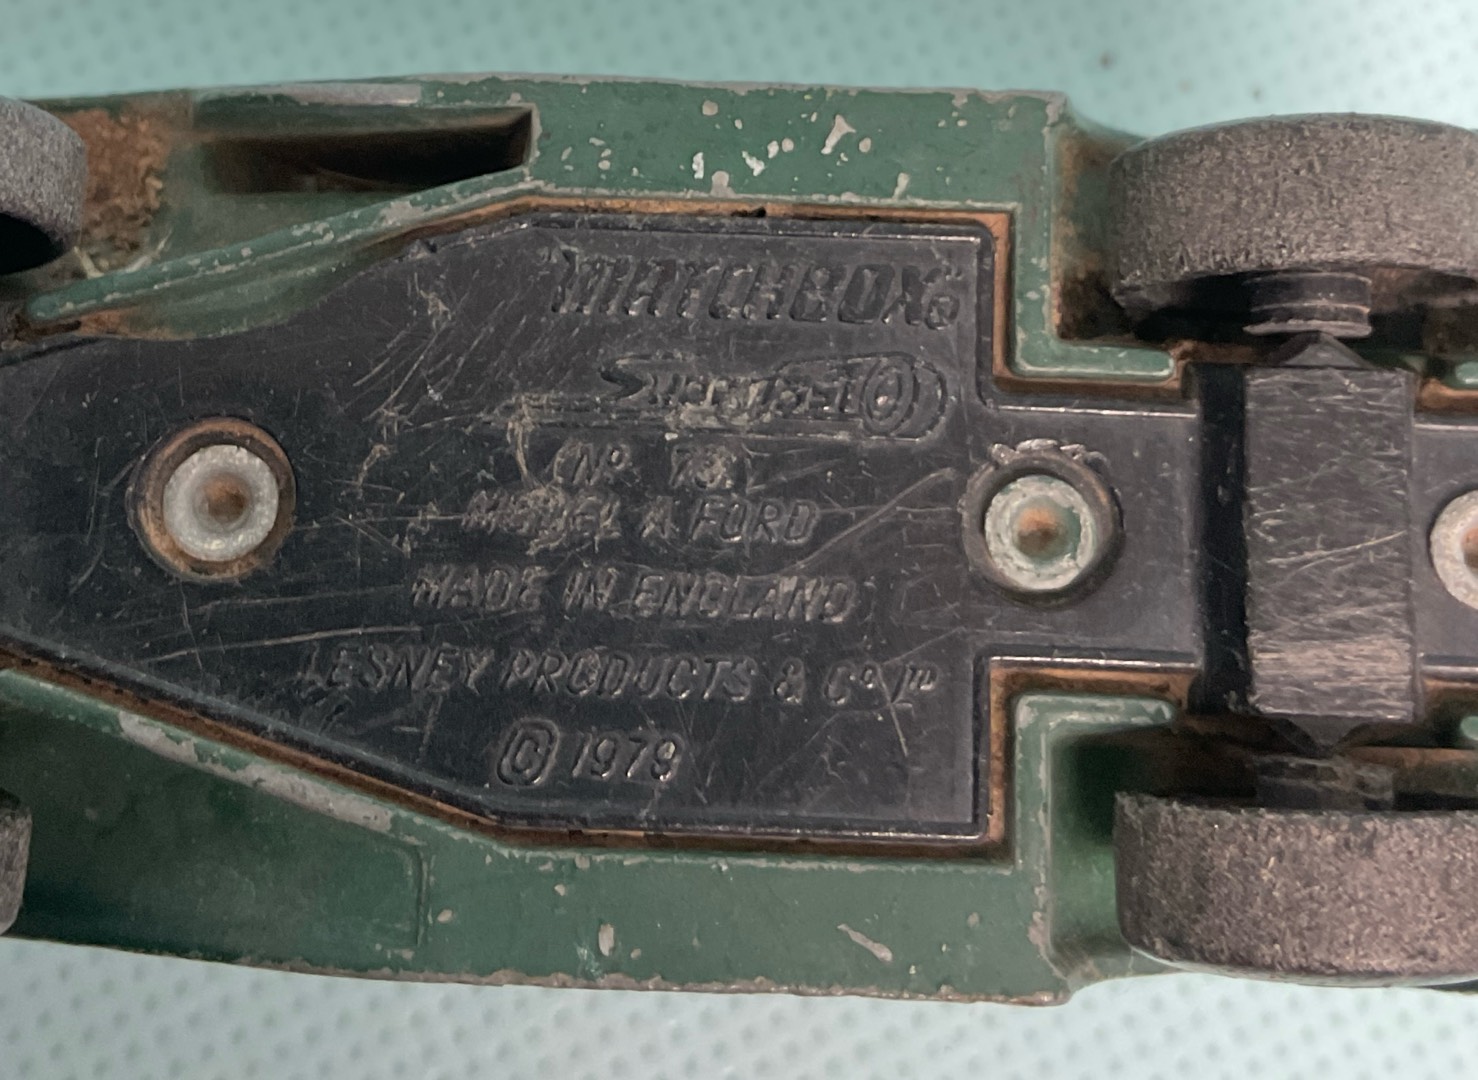 MATCHBOX®
Superfast
Nº 73
MODEL A FORD
MADE IN ENGLAND
LESNEY PRODUCTS & Cº Lᵀᴰ
© 1979